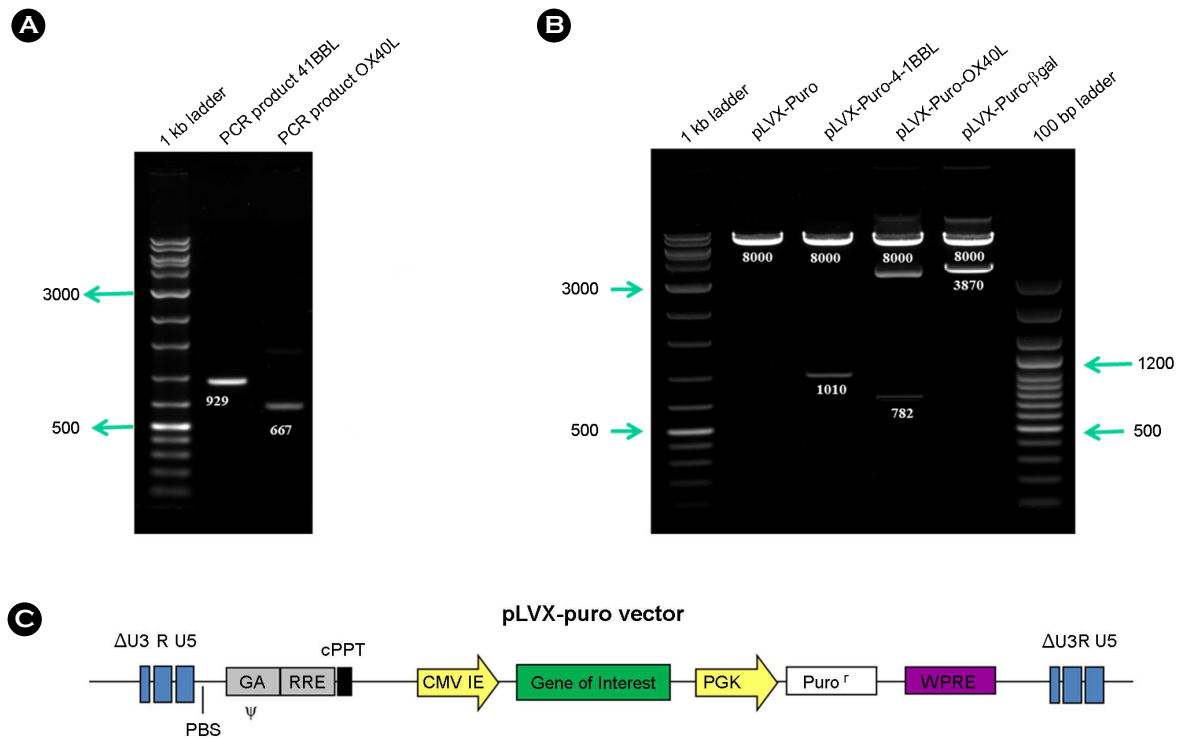 A
1 kb ladder
PCR product 41BBL
PCR product OX40L
3000
500
929
667
B
1 kb ladder
pLVX-Puro
pLVX-Puro-4-1BBL
pLVX-Puro-OX40L
pLVX-Puro-βgal
100 bp ladder
3000
500
8000
8000
8000
8000
3870
1010
782
1200
500
C
pLVX-puro vector
ΔU3 R U5
cPPT
ΔU3R U5
GA
RRE
CMV IE
Gene of Interest
PGK
Puro r
WPRE
PBS
ψ